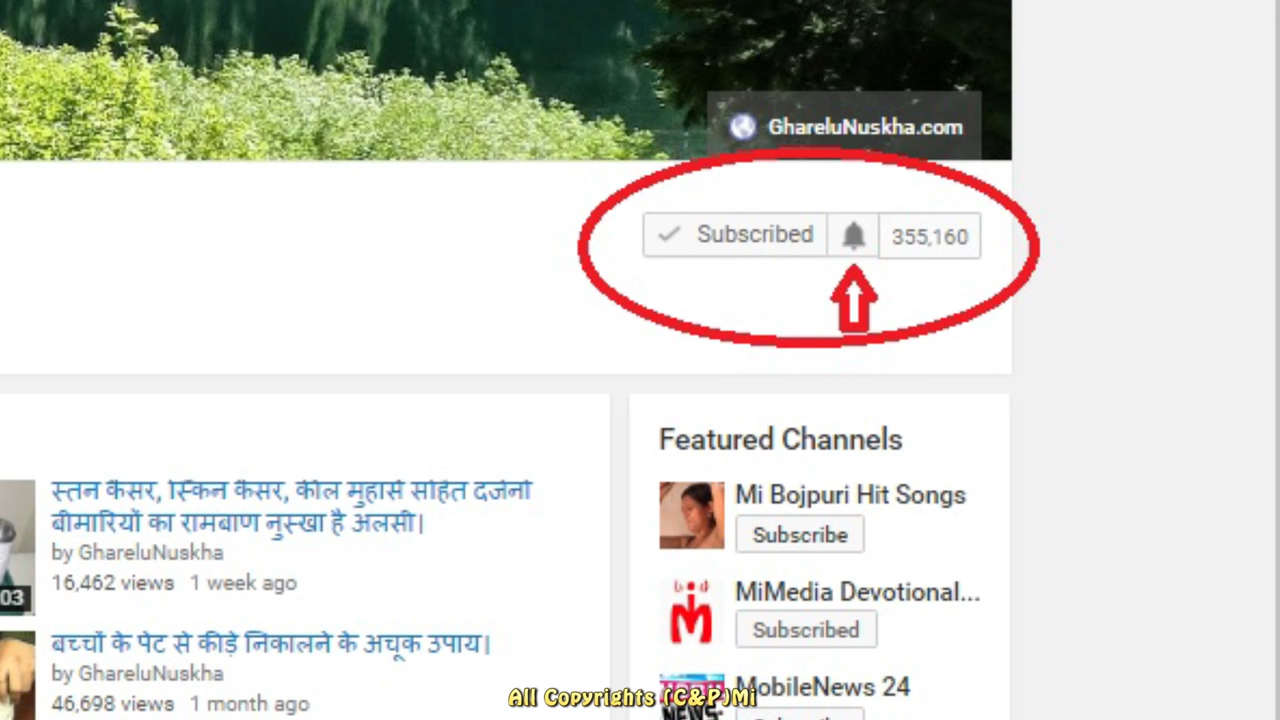 GhareluNuskha.com
Subscribed
355,160
स्तन कैंसर, स्किन कैंसर, कील मुहासे सहित दर्जनों
बीमारियों का रामबाण नुस्खा है अलसी।
by GhareluNuskha
16,462 views 1 week ago
03
बच्चों के पेट से कीड़े निकालने के अचूक उपाय।
by GhareluNuskha
46,698 views 1 month ago
Featured Channels
Mi Bojpuri Hit Songs
Subscribe
MiMedia Devotional...
Subscribed
MobileNews 24
NEWS
All Copyrights (C&P)Mi